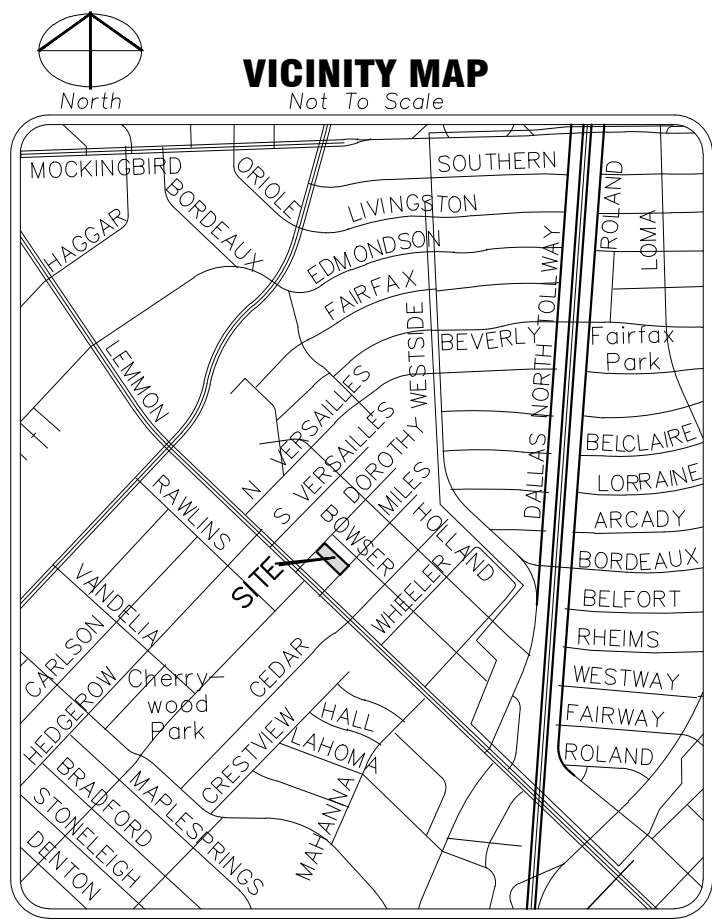 VICINITY MAP
North
Not To Scale
MOCKINGBIRD
SOUTHERN
ORIOLE
BORDEAUX
ROLAND
LIVINGSTON
HAGGAR
LOMA
EDMONDSON
FAIRFAX
DALLAS NORTH TOLLWAY
WESTSIDE
BEVERLY
Fairfax
Park
LEMMON
N VERSAILLES
S VERSAILLES
DOROTHY
MILES
BELCLAIRE
RAWLINS
LORRAINE
BOWSER
HOLLAND
ARCADY
SITE
BORDEAUX
WHEELER
VANDELIA
BELFORT
CARLSON
RHEIMS
CEDAR
WESTWAY
Cherry-
wood
Park
HEDGEROW
HALL
FAIRWAY
CRESTVIEW
LAHOMA
ROLAND
BRADFORD
MAPLESPRINGS
MAHANNA
STONELEIGH
DENTON